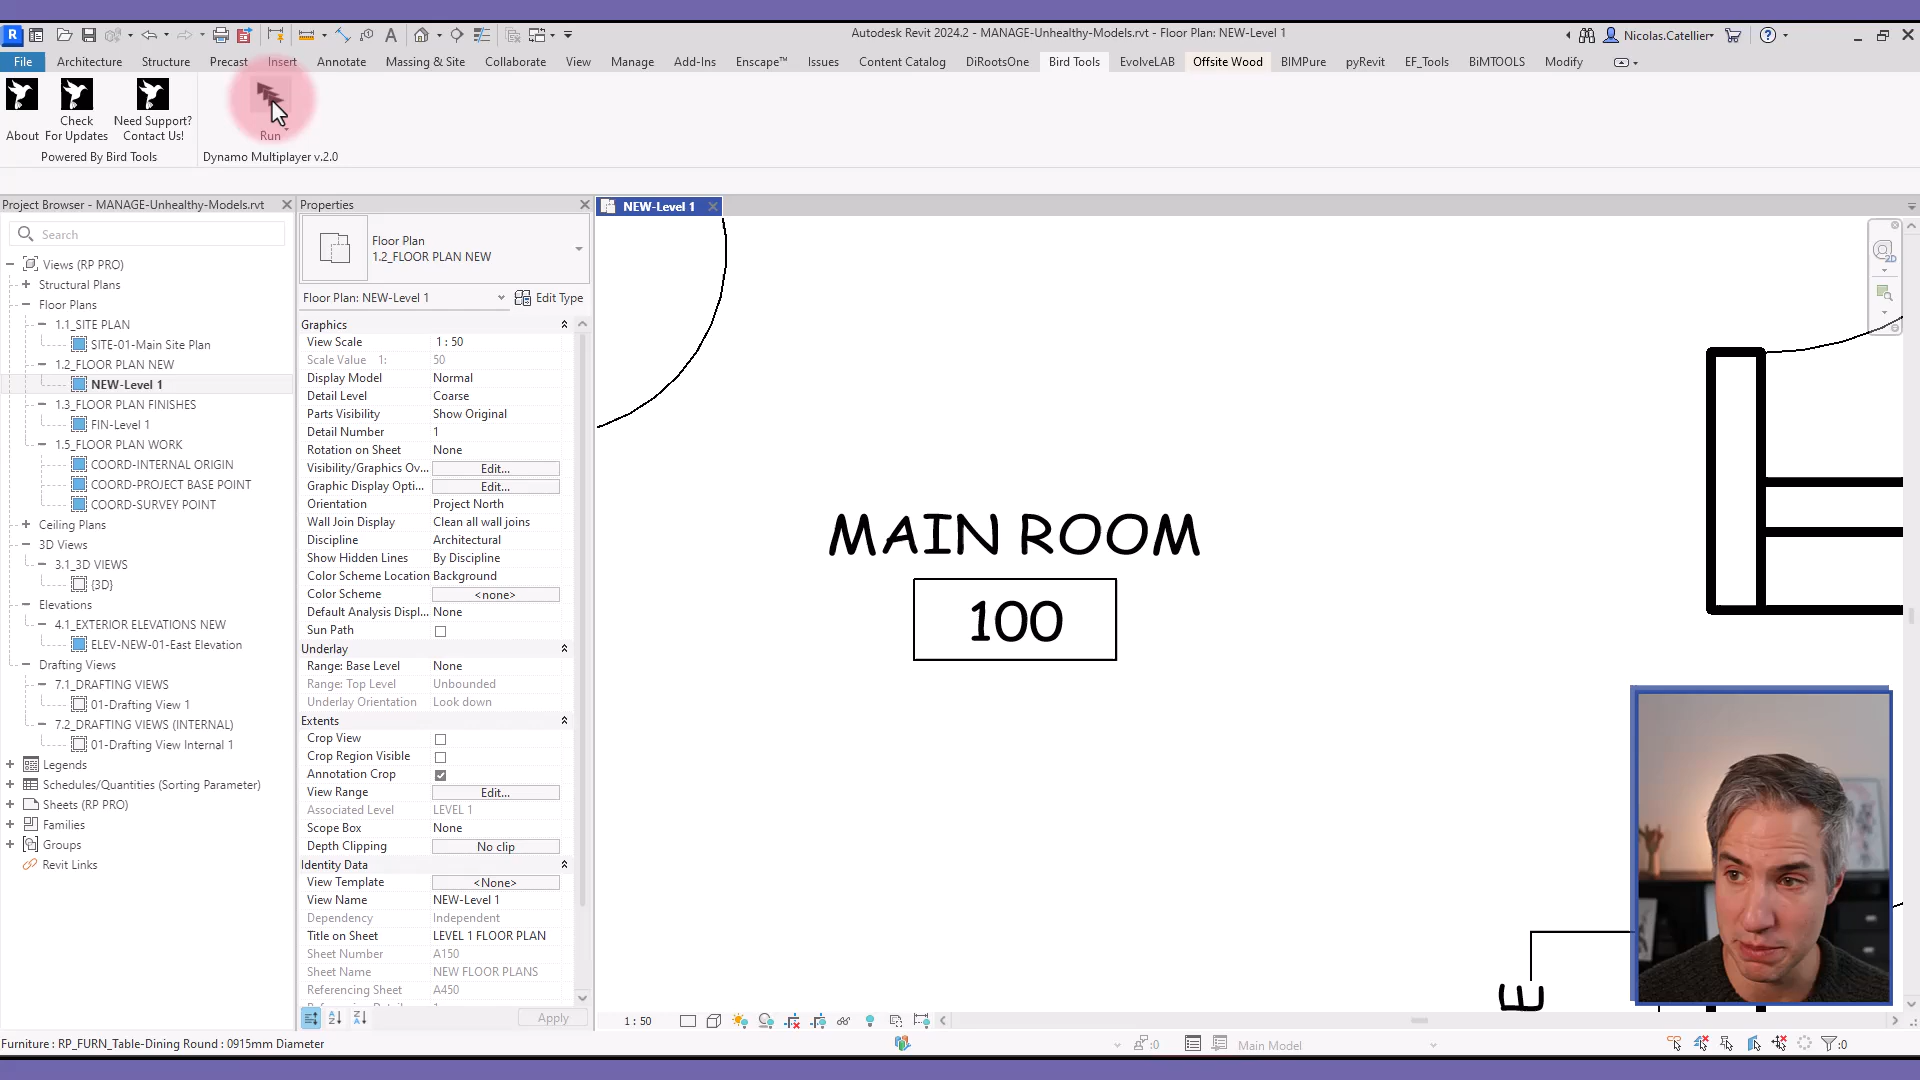 Autodesk Revit 2024.2 - MANAGE-Unhealthy-Models.rvt - Floor Plan: NEW-Level 1
Nicolas.Catellier
File Architecture Structure Precast Insert Annotate Massing & Site Collaborate View Manage Add-Ins Enscape™ Issues Content Catalog DiRootsOne Bird Tools EvolveLAB Offsite Wood BIMPure pyRevit EF_Tools BiMTOOLS Modify
About
Check
For Updates
Need Support?
Contact Us!
Run
Powered By Bird Tools
Dynamo Multiplayer v.2.0
Project Browser - MANAGE-Unhealthy-Models.rvt
Search
Views (RP PRO)
Structural Plans
Floor Plans
1.1_SITE PLAN
SITE-01-Main Site Plan
1.2_FLOOR PLAN NEW
NEW-Level 1
1.3_FLOOR PLAN FINISHES
FIN-Level 1
1.5_FLOOR PLAN WORK
COORD-INTERNAL ORIGIN
COORD-PROJECT BASE POINT
COORD-SURVEY POINT
Ceiling Plans
3D Views
3.1_3D VIEWS
{3D}
Elevations
4.1_EXTERIOR ELEVATIONS NEW
ELEV-NEW-01-East Elevation
Drafting Views
7.1_DRAFTING VIEWS
01-Drafting View 1
7.2_DRAFTING VIEWS (INTERNAL)
01-Drafting View Internal 1
Legends
Schedules/Quantities (Sorting Parameter)
Sheets (RP PRO)
Families
Groups
Revit Links
Properties
Floor Plan
1.2_FLOOR PLAN NEW
Floor Plan: NEW-Level 1 Edit Type
Graphics
View Scale 1 : 50
Scale Value 1: 50
Display Model Normal
Detail Level Coarse
Parts Visibility Show Original
Detail Number 1
Rotation on Sheet None
Visibility/Graphics Ov... Edit...
Graphic Display Opti... Edit...
Orientation Project North
Wall Join Display Clean all wall joins
Discipline Architectural
Show Hidden Lines By Discipline
Color Scheme Location Background
Color Scheme <none>
Default Analysis Displ... None
Sun Path
Underlay
Range: Base Level None
Range: Top Level Unbounded
Underlay Orientation Look down
Extents
Crop View
Crop Region Visible
Annotation Crop
View Range Edit...
Associated Level LEVEL 1
Scope Box None
Depth Clipping No clip
Identity Data
View Template <None>
View Name NEW-Level 1
Dependency Independent
Title on Sheet LEVEL 1 FLOOR PLAN
Sheet Number A150
Sheet Name NEW FLOOR PLANS
Referencing Sheet A450
Apply
NEW-Level 1
2D
MAIN ROOM
100
E
1 : 50
Furniture : RP_FURN_Table-Dining Round : 0915mm Diameter
:0
Main Model
:0